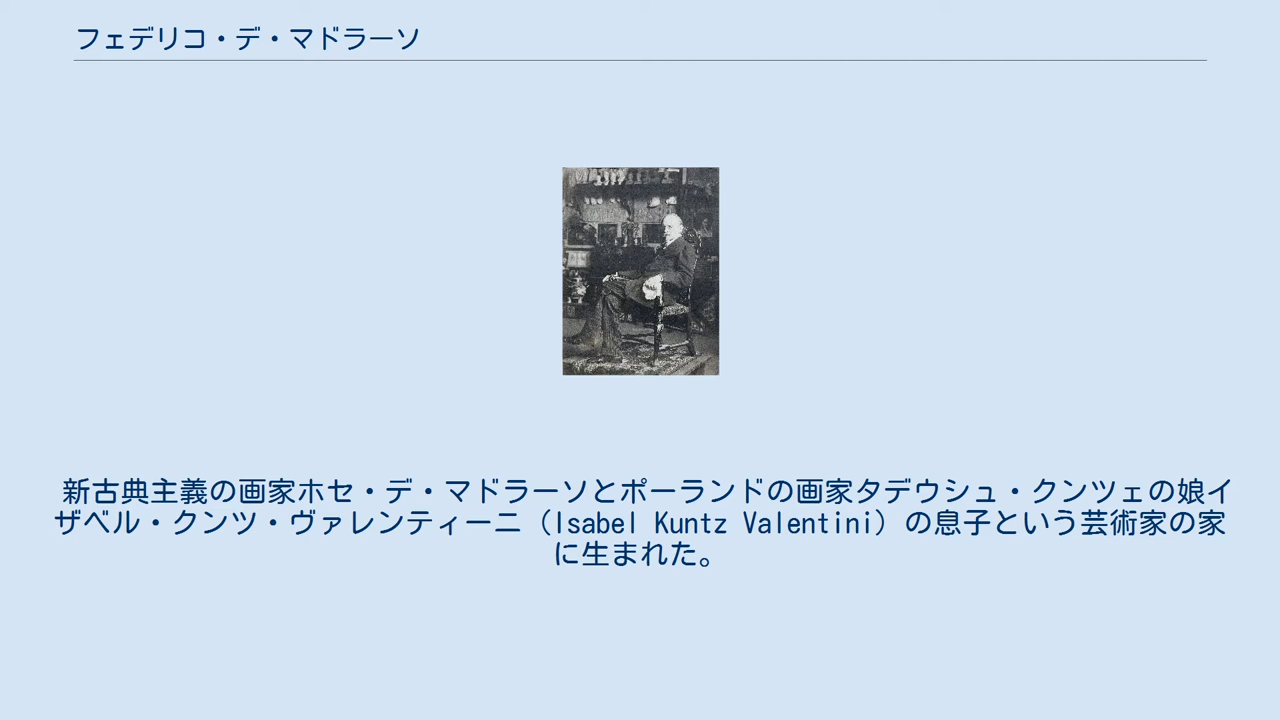 フェデリコ・デ・マドラーソ
新古典主義の画家ホセ・デ・マドラーソとポーランドの画家タデウシュ・クンツェの娘イ
ザベル・クンツ・ヴァレンティーニ（Isabel Kuntz Valentini）の息子という芸術家の家
に生まれた。